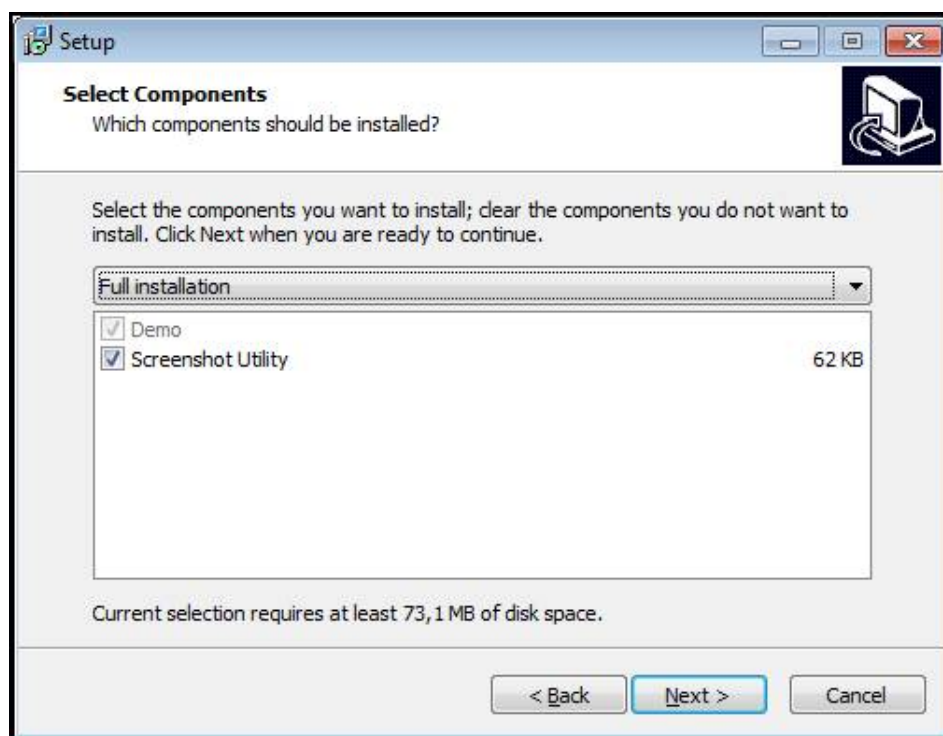 Setup
Select Components
Which components should be installed?
Select the components you want to install; clear the components you do not want to
install. Click Next when you are ready to continue.
Full installation
Demo
Screenshot Utility 62 KB
Current selection requires at least 73,1 MB of disk space.
< Back Next > Cancel